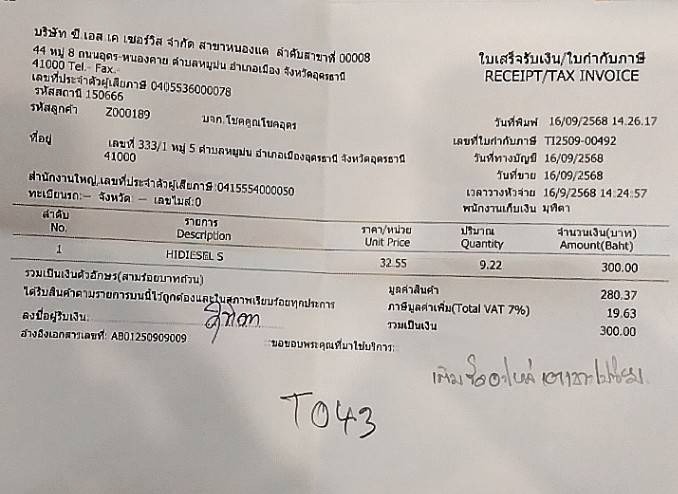 บริษัท ซี.เอส.เค เซอร์วิส จำกัด สาขาหนองแด ลำดับสาขาที่ 00008
44 หมู่ 8 ถนนอุดร-หนองคาย ตำบลหมูม่น อำเภอเมือง จังหวัดอุดรธานี
41000 Tel.- Fax.-
เลขที่ประจำตัวผู้เสียภาษี 0405536000078
รหัสสถานี 150666
รหัสลูกค้า Z000189 บจก.โชคคูณโชคอุดร
ที่อยู่ เลขที่ 333/1 หมู่ 5 ตำบลหมูม่น อำเภอเมืองอุดรธานี จังหวัดอุดรธานี
41000
สำนักงานใหญ่,เลขที่ประจำตัวผู้เสียภาษี 0415554000050
ทะเบียนรถ:— จังหวัด: — เลขไมล์:0
ใบเสร็จรับเงิน/ใบกำกับภาษี
RECEIPT/TAX INVOICE
วันที่พิมพ์ 16/09/2568 14.26.17
เลขที่ใบกำกับภาษี TI2509-00492
วันที่ทางบัญชี 16/09/2568
วันที่ขาย 16/09/2568
เวลาวางหัวจ่าย 16/9/2568 14:24:57
พนักงานเก็บเงิน มุทิตา
ลำดับ รายการ ราคา/หน่วย ปริมาณ จำนวนเงิน(บาท)
No. Description Unit Price Quantity Amount(Baht)
1 HIDIESEL S 32.55 9.22 300.00
รวมเป็นเงินตัวอักษร(สามร้อยบาทถ้วน) มูลค่าสินค้า 280.37
ได้รับสินค้าตามรายการบนนี้ไว้ถูกต้องและในสภาพเรียบร้อยทุกประการ ภาษีมูลค่าเพิ่ม(Total VAT 7%) 19.63
ลงชื่อผู้รับเงิน: รวมเป็นเงิน 300.00
อ้างอิงเอกสารเลขที่: AB01250909009 ::ขอขอบพระคุณที่มาใช้บริการ::
T043